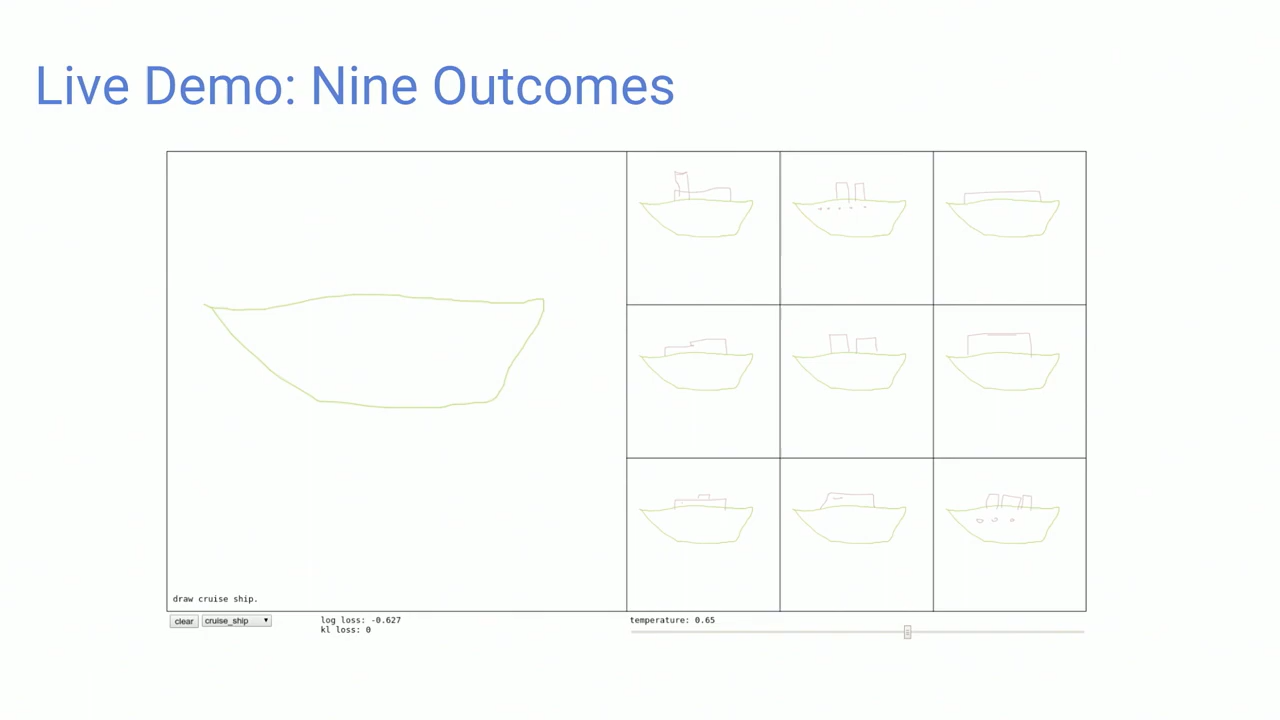 Live Demo: Nine Outcomes
draw cruise ship.
clear
cruise_ship
log loss: -0.627
kl loss: 0
temperature: 0.65